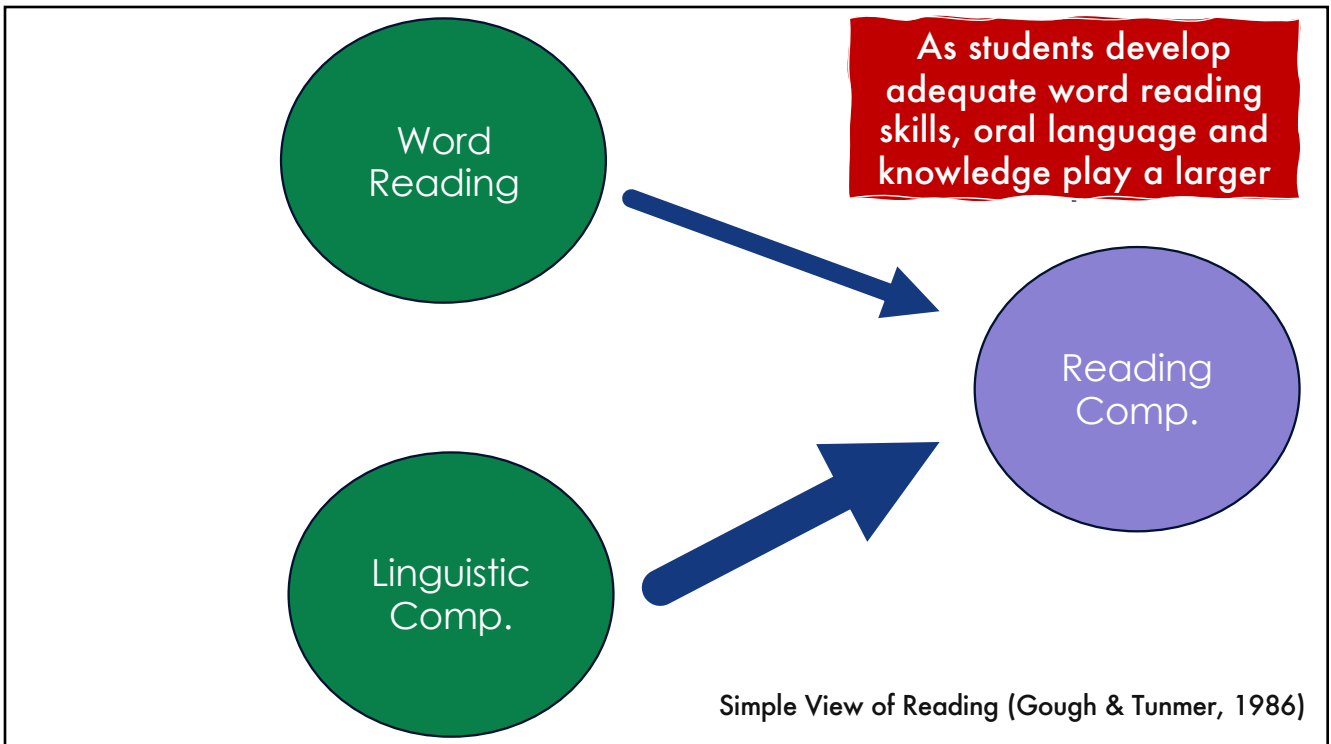 As students develop
adequate word reading
skills, oral language and
knowledge play a larger
Word
Reading
Reading
Comp.
Linguistic
Comp.
Simple View of Reading (Gough & Tunmer, 1986)